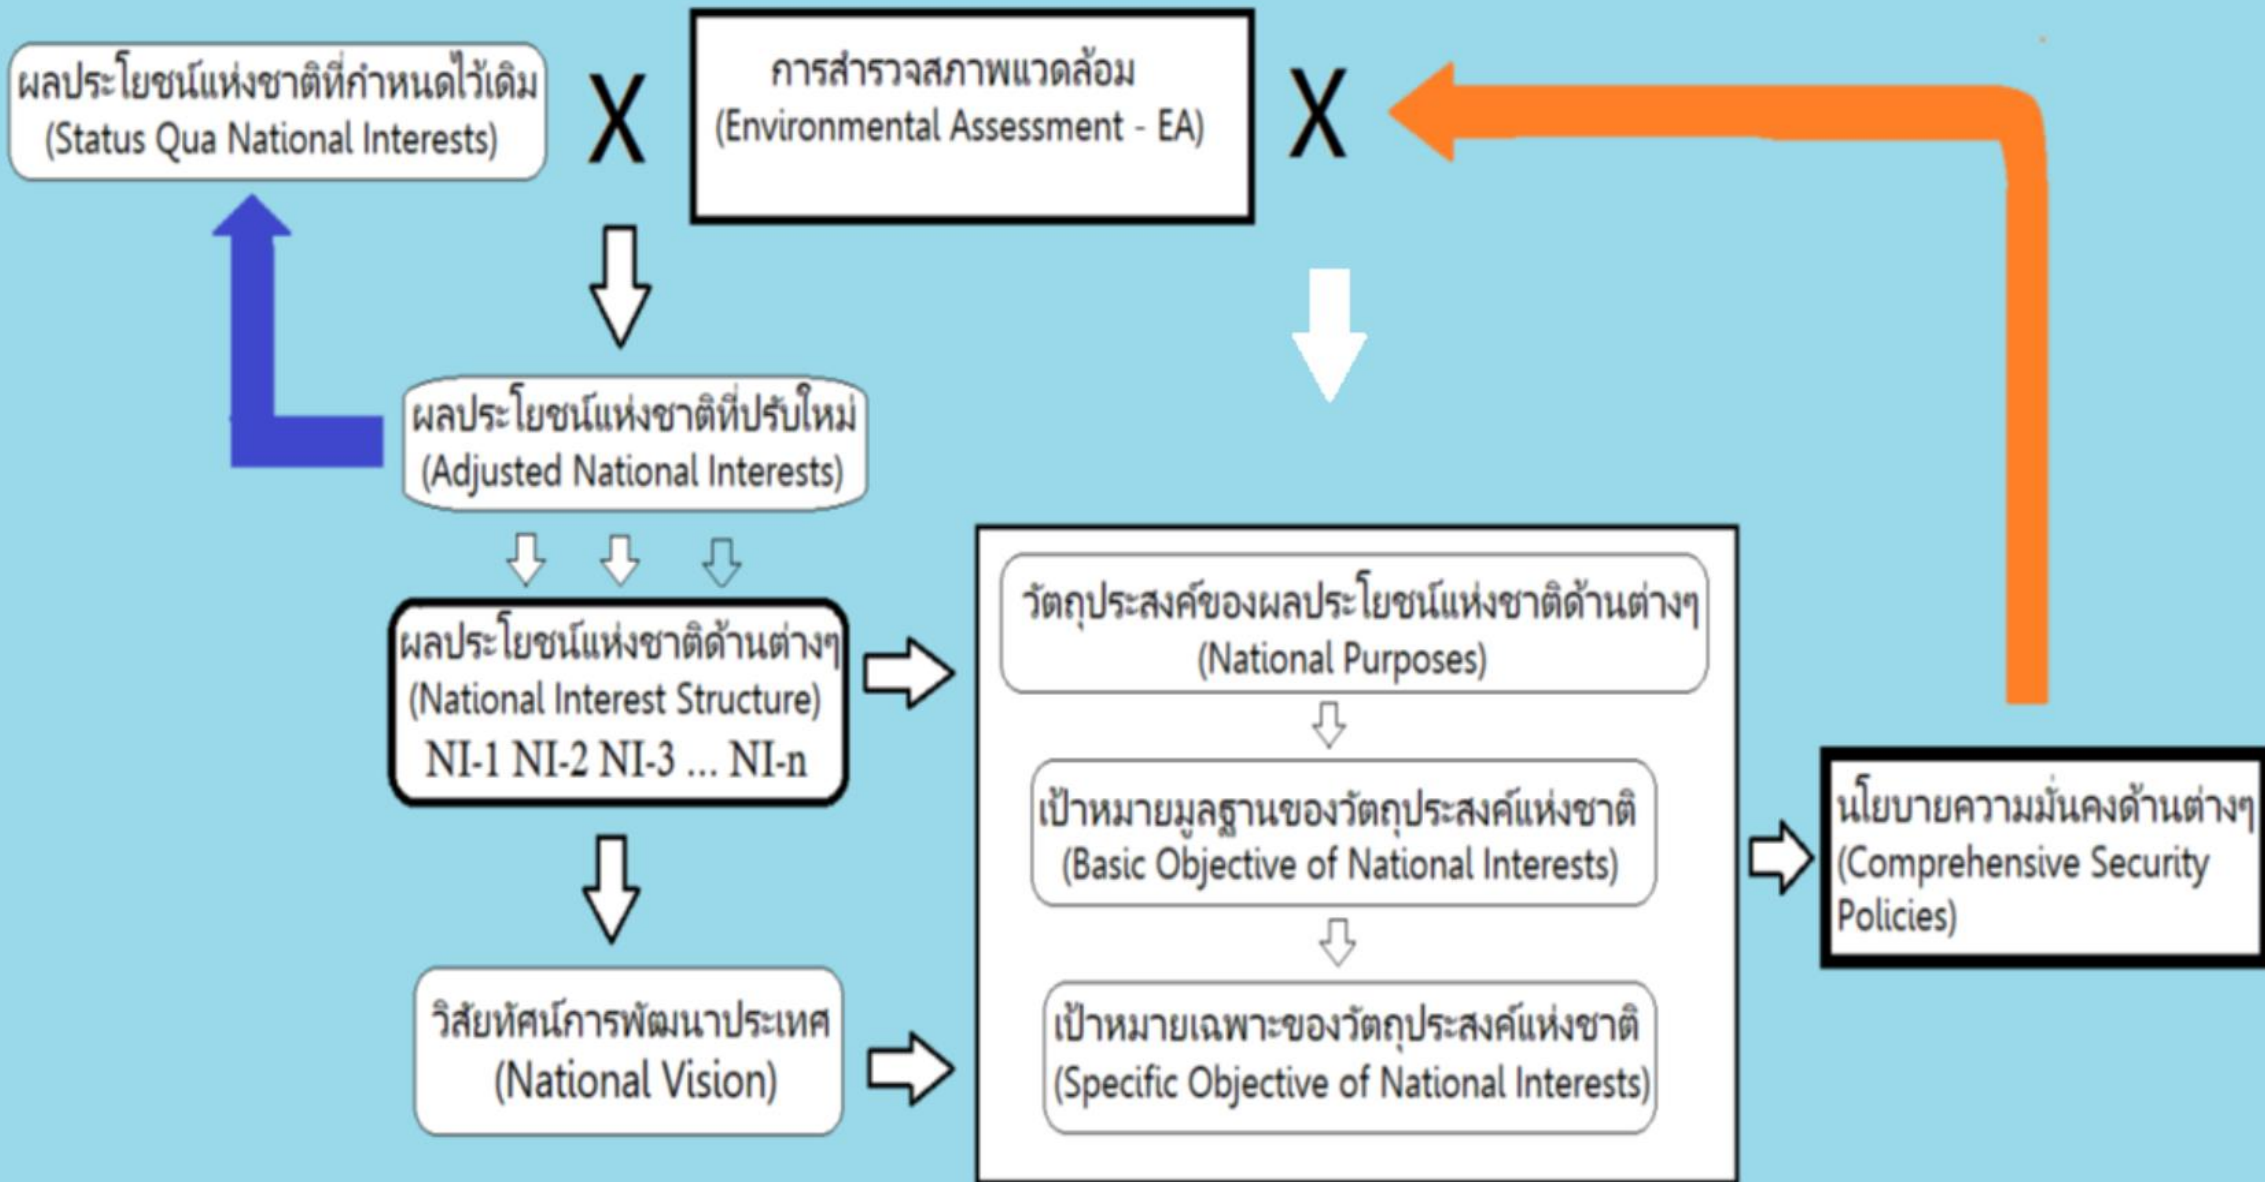 ผลประโยชน์แห่งชาติที่กำหนดไว้เดิม
(Status Qua National Interests)
X
การสำรวจสภาพแวดล้อม
(Environmental Assessment - EA)
X
ผลประโยชน์แห่งชาติที่ปรับใหม่
(Adjusted National Interests)
ผลประโยชน์แห่งชาติด้านต่างๆ
(National Interest Structure)
NI-1 NI-2 NI-3 ... NI-n
วิสัยทัศน์การพัฒนาประเทศ
(National Vision)
วัตถุประสงค์ของผลประโยชน์แห่งชาติด้านต่างๆ
(National Purposes)
เป้าหมายมูลฐานของวัตถุประสงค์แห่งชาติ
(Basic Objective of National Interests)
เป้าหมายเฉพาะของวัตถุประสงค์แห่งชาติ
(Specific Objective of National Interests)
นโยบายความมั่นคงด้านต่างๆ
(Comprehensive Security
Policies)